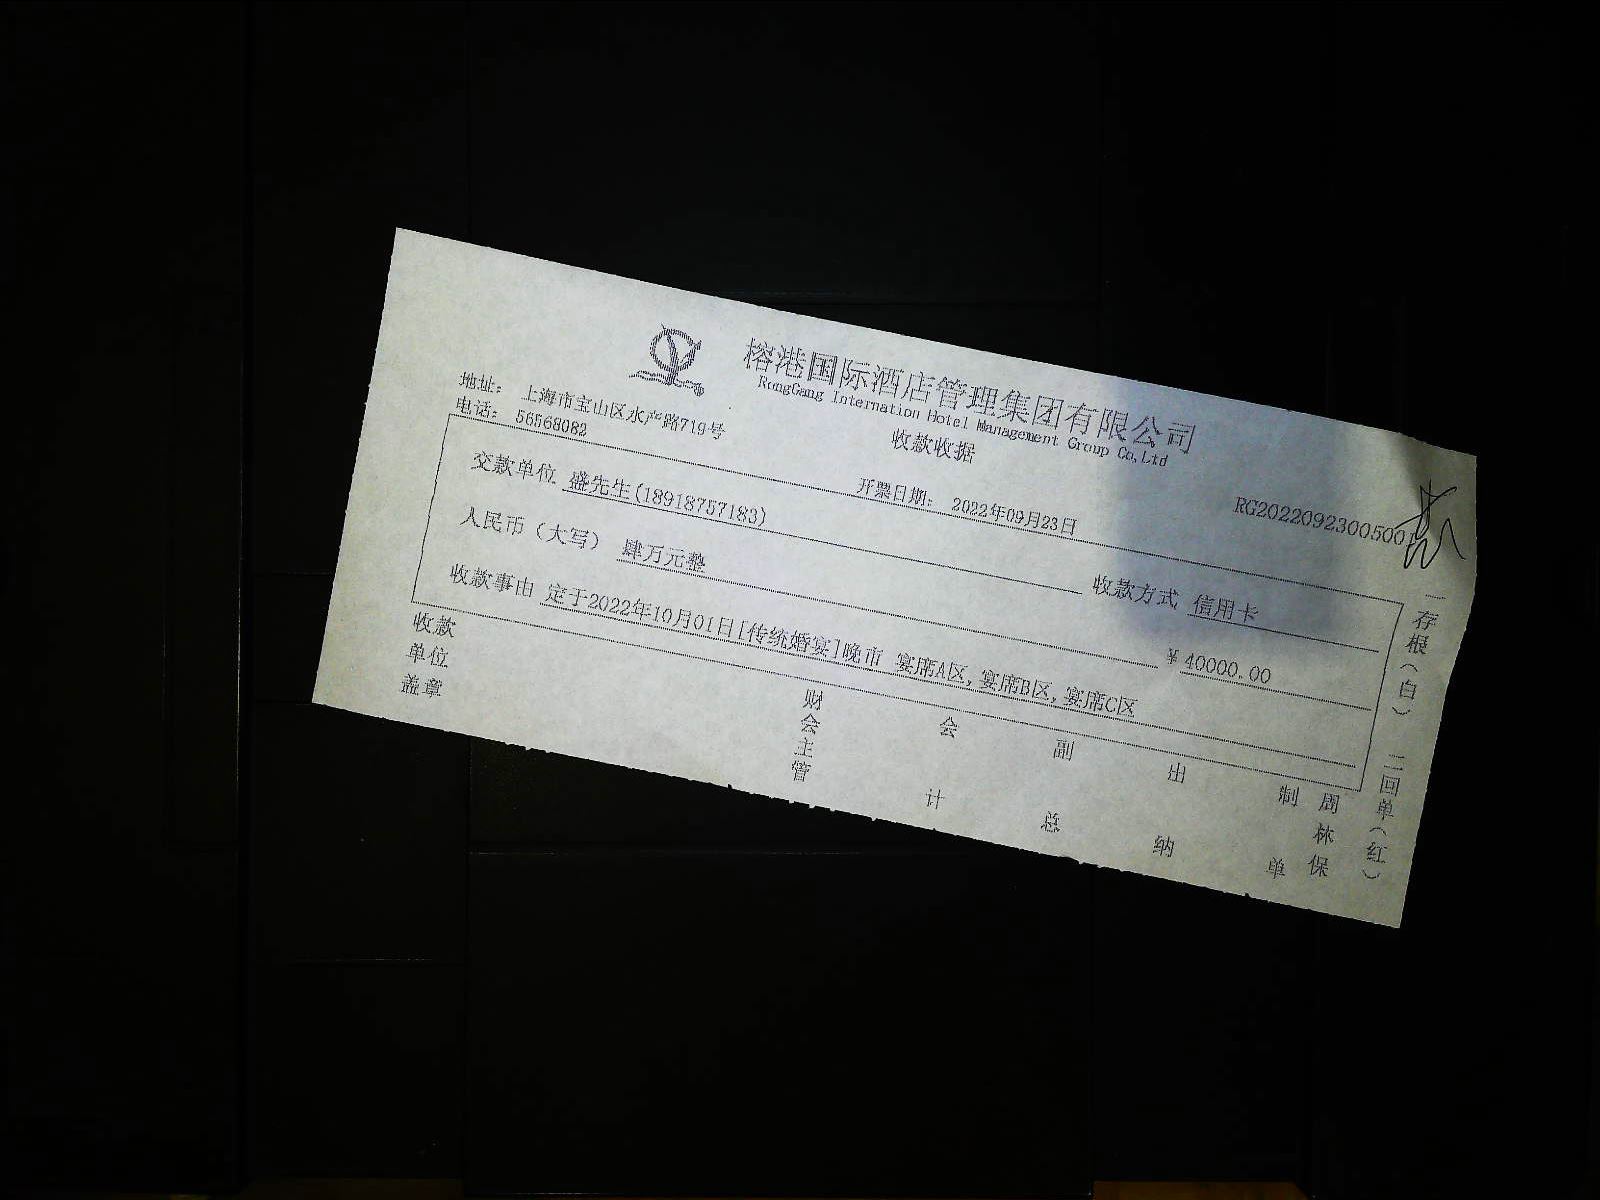 榕港国际酒店管理集团有限公司
RongGang Internation Hotel Management Group Co,Ltd
收款收据
地址： 上海市宝山区水产路719号
电话： 56568082
开票日期： 2022年09月23日
RG2022092300500
交款单位 盛先生(18918757183)
收款方式 信用卡
人民币（大写） 肆万元整
￥40000.00
收款事由 定于2022年10月01日[传统婚宴]晚市 宴席A区,宴席B区,宴席C区
收款单位盖章
财会主管
会计
副总
出纳
制单
周林保
一存根(白) 二回单(红)